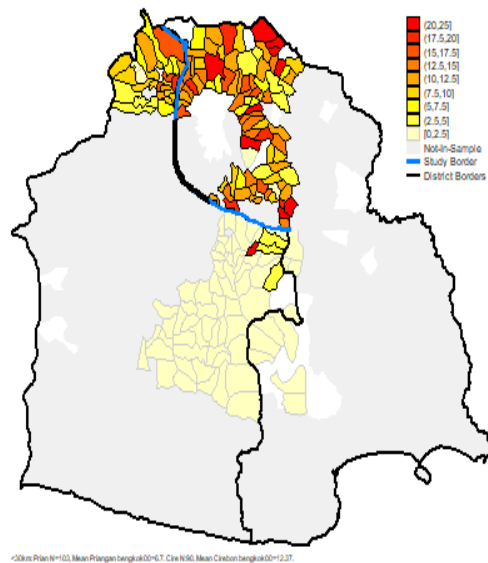 (20,25]
(17.5,20]
(15,17.5]
(12.5,15]
(10,12.5]
(7.5,10]
(5,7.5]
(2.5,5]
[0,2.5]
Not-in-Sample
Study Border
District Borders
<30km: Prian N=103, Mean Priangan bengkok00=6.7. Cire N:90, Mean Cirebon bengkok00=12.37.